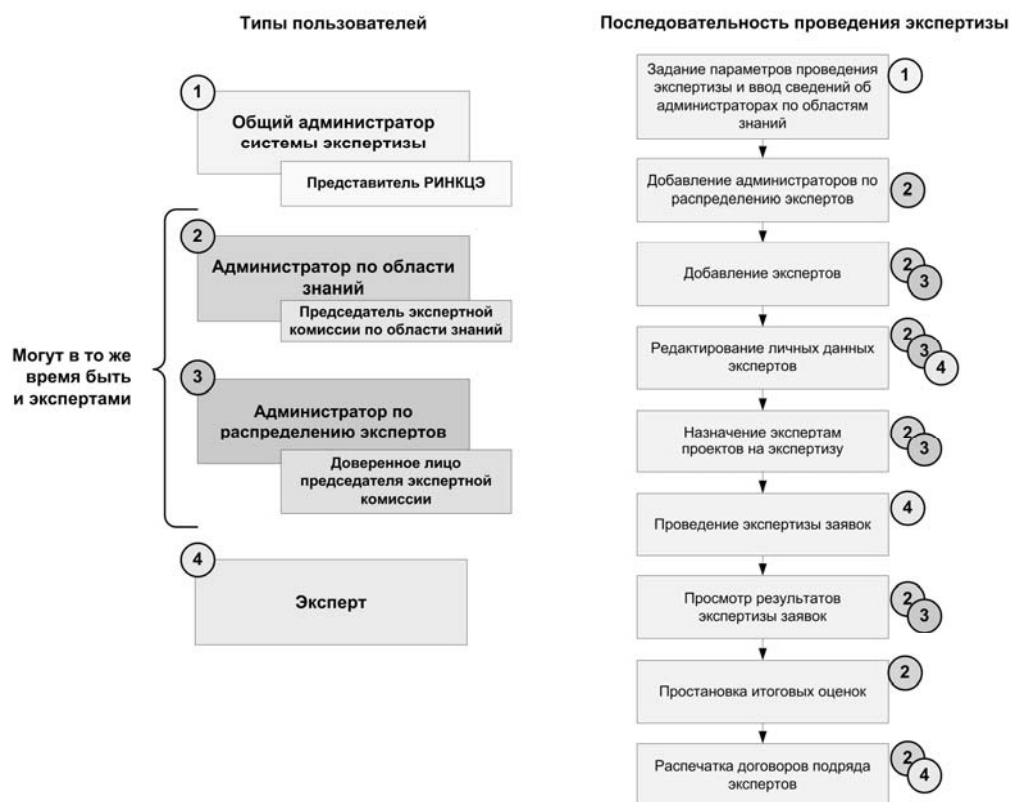 Типы пользователей
1
Общий администратор
системы экспертизы
Представитель РИНКЦЭ
Могут в то же
время быть
и экспертами
2
Администратор по области
знаний
Председатель экспертной
комиссии по области знаний
3
Администратор по
распределению экспертов
Доверенное лицо
председателя экспертной
комиссии
4
Эксперт
Последовательность проведения экспертизы
Задание параметров проведения
экспертизы и ввод сведений об
администраторах по областям
знаний
1
Добавление администраторов по
распределению экспертов
2
Добавление экспертов
2
3
Редактирование личных данных
экспертов
2
3
4
Назначение экспертам
проектов на экспертизу
2
3
Проведение экспертизы заявок
4
Просмотр результатов
экспертизы заявок
2
3
Простановка итоговых оценок
2
Распечатка договоров подряда
экспертов
2
4